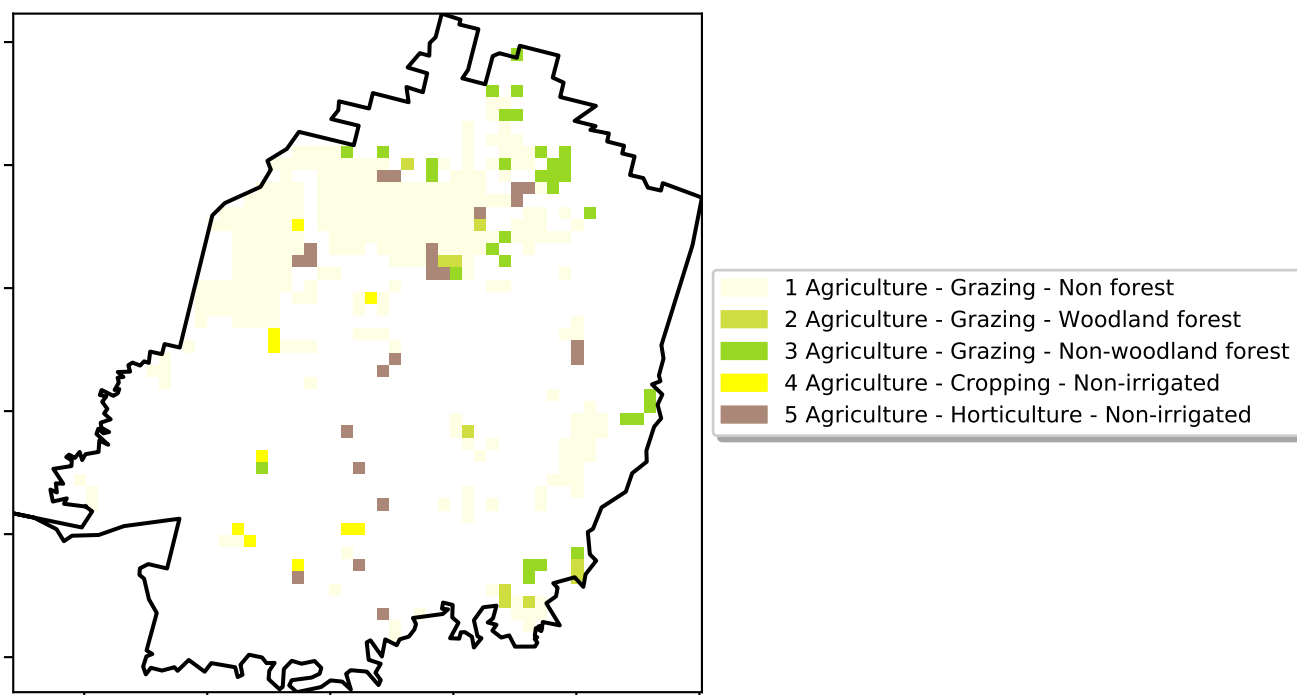 1 Agriculture - Grazing - Non forest
2 Agriculture - Grazing - Woodland forest
3 Agriculture - Grazing - Non-woodland forest
4 Agriculture - Cropping - Non-irrigated
5 Agriculture - Horticulture - Non-irrigated